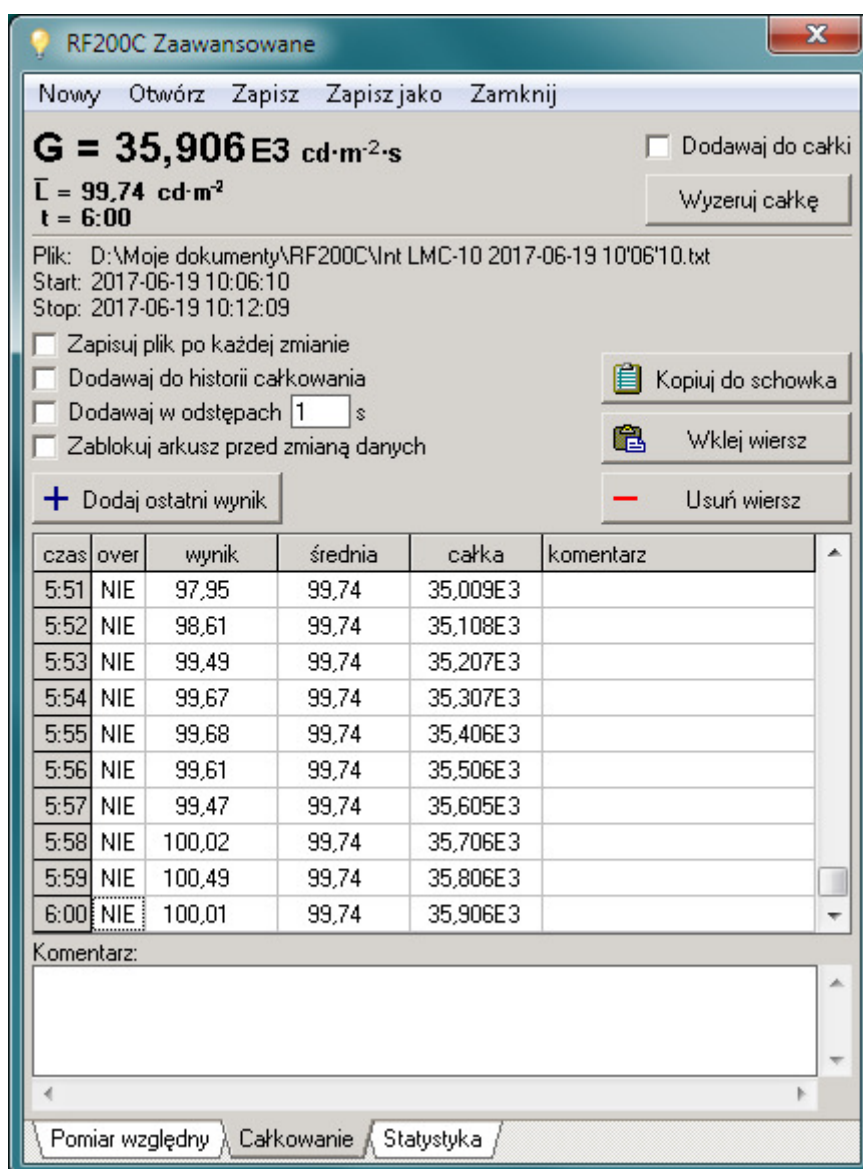 RF200C Zaawansowane
Nowy Otwórz Zapisz Zapisz jako Zamknij
G = 35,906 E3 cd·m⁻²·s
Dodawaj do całki
L̅ = 99,74 cd·m⁻²
Wyzeruj całkę
t = 6:00
Plik: D:\Moje dokumenty\RF200C\Int LMC-10 2017-06-19 10'06'10.txt
Start: 2017-06-19 10:06:10
Stop: 2017-06-19 10:12:09
Zapisuj plik po każdej zmianie
Dodawaj do historii całkowania
Kopiuj do schowka
Dodawaj w odstępach 1 s
Zablokuj arkusz przed zmianą danych
Wklej wiersz
+ Dodaj ostatni wynik
− Usuń wiersz
czas over wynik średnia całka komentarz
5:51 NIE 97,95 99,74 35,009E3
5:52 NIE 98,61 99,74 35,108E3
5:53 NIE 99,49 99,74 35,207E3
5:54 NIE 99,67 99,74 35,307E3
5:55 NIE 99,68 99,74 35,406E3
5:56 NIE 99,61 99,74 35,506E3
5:57 NIE 99,47 99,74 35,605E3
5:58 NIE 100,02 99,74 35,706E3
5:59 NIE 100,49 99,74 35,806E3
6:00 NIE 100,01 99,74 35,906E3
Komentarz:
Pomiar względny Całkowanie Statystyka